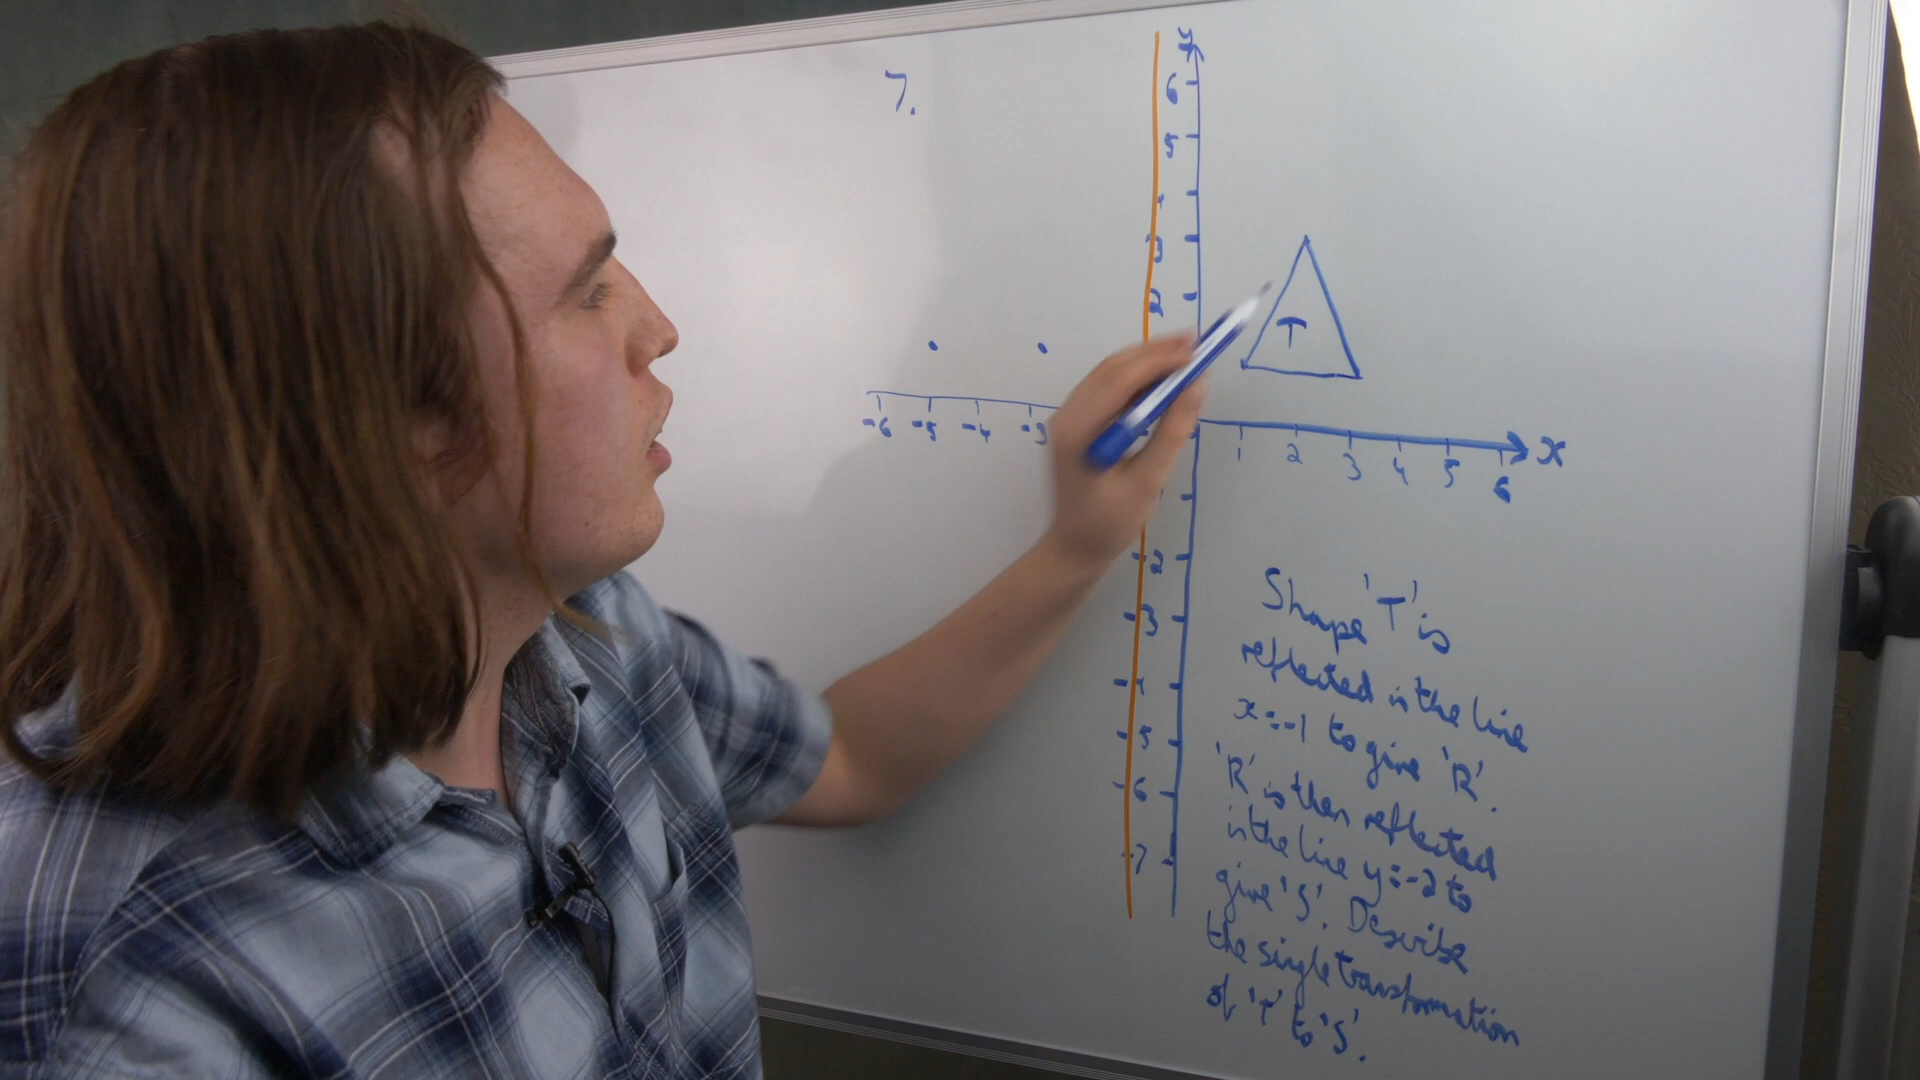 7.
y
6
5
4
3
2
-6 -5 -4 -3
1 2 3 4 5 6 x
T
-2
-3
-4
-5
-6
-7
Shape 'T' is
reflected in the line
x=-1 to give 'R'.
'R' is then reflected
in the line y=-2 to
give 'S'. Describe
the single transformation
of 'T' to 'S'.